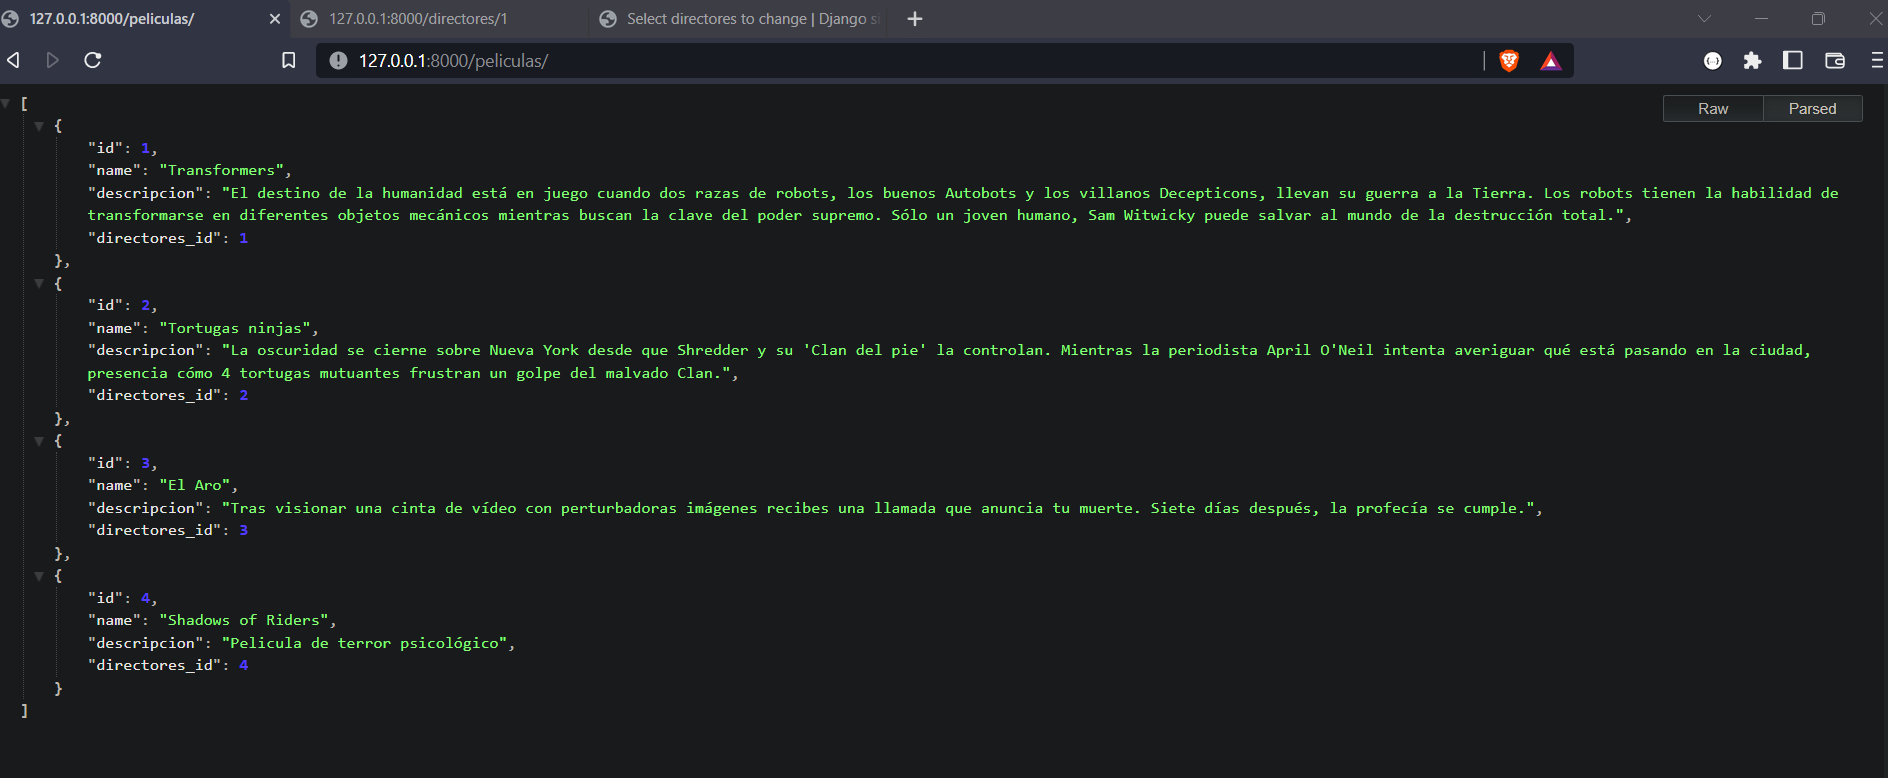 127.0.0.1:8000/peliculas/
127.0.0.1:8000/directores/1
Select directores to change | Django si
127.0.0.1:8000/peliculas/
Raw
Parsed
[
{
"id": 1,
"name": "Transformers",
"descripcion": "El destino de la humanidad está en juego cuando dos razas de robots, los buenos Autobots y los villanos Decepticons, llevan su guerra a la Tierra. Los robots tienen la habilidad de
transformarse en diferentes objetos mecánicos mientras buscan la clave del poder supremo. Sólo un joven humano, Sam Witwicky puede salvar al mundo de la destrucción total.",
"directores_id": 1
},
{
"id": 2,
"name": "Tortugas ninjas",
"descripcion": "La oscuridad se cierne sobre Nueva York desde que Shredder y su 'Clan del pie' la controlan. Mientras la periodista April O'Neil intenta averiguar qué está pasando en la ciudad,
presencia cómo 4 tortugas mutuantes frustran un golpe del malvado Clan.",
"directores_id": 2
},
{
"id": 3,
"name": "El Aro",
"descripcion": "Tras visionar una cinta de vídeo con perturbadoras imágenes recibes una llamada que anuncia tu muerte. Siete días después, la profecía se cumple.",
"directores_id": 3
},
{
"id": 4,
"name": "Shadows of Riders",
"descripcion": "Pelicula de terror psicológico",
"directores_id": 4
}
]